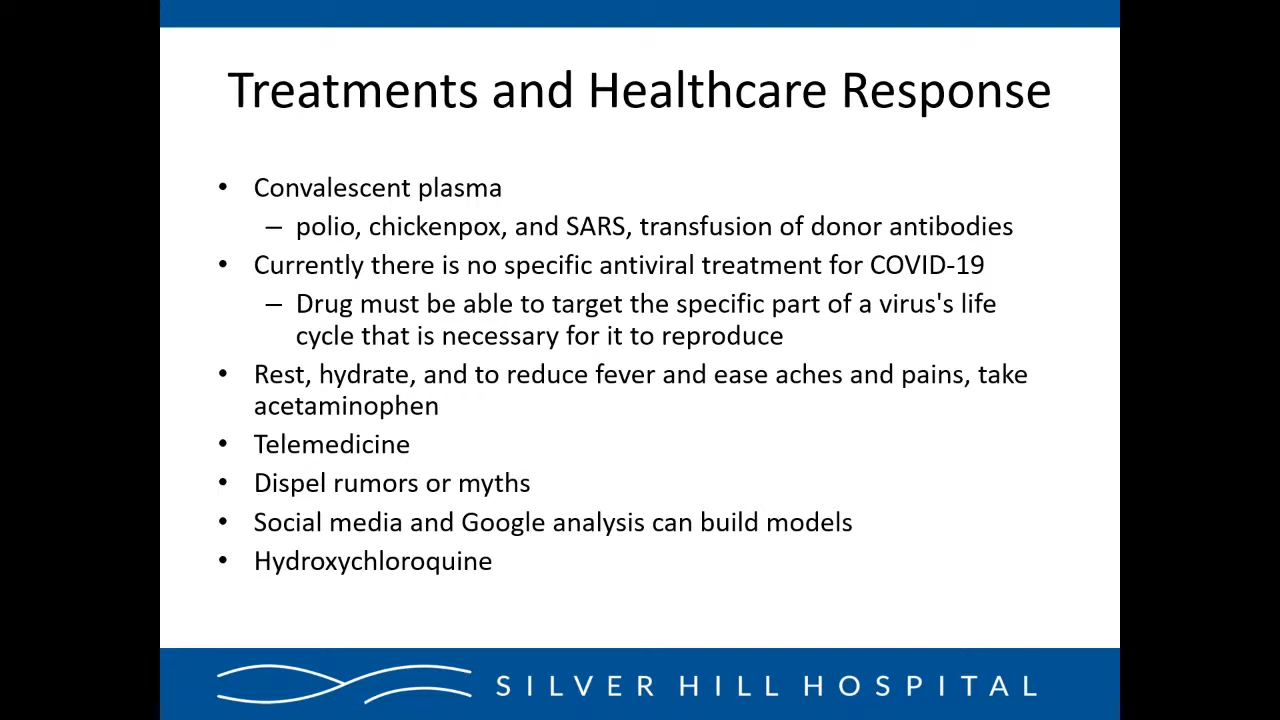 Treatments and Healthcare Response
• Convalescent plasma
– polio, chickenpox, and SARS, transfusion of donor antibodies
• Currently there is no specific antiviral treatment for COVID-19
– Drug must be able to target the specific part of a virus's life
cycle that is necessary for it to reproduce
• Rest, hydrate, and to reduce fever and ease aches and pains, take
acetaminophen
• Telemedicine
• Dispel rumors or myths
• Social media and Google analysis can build models
• Hydroxychloroquine
SILVER HILL HOSPITAL